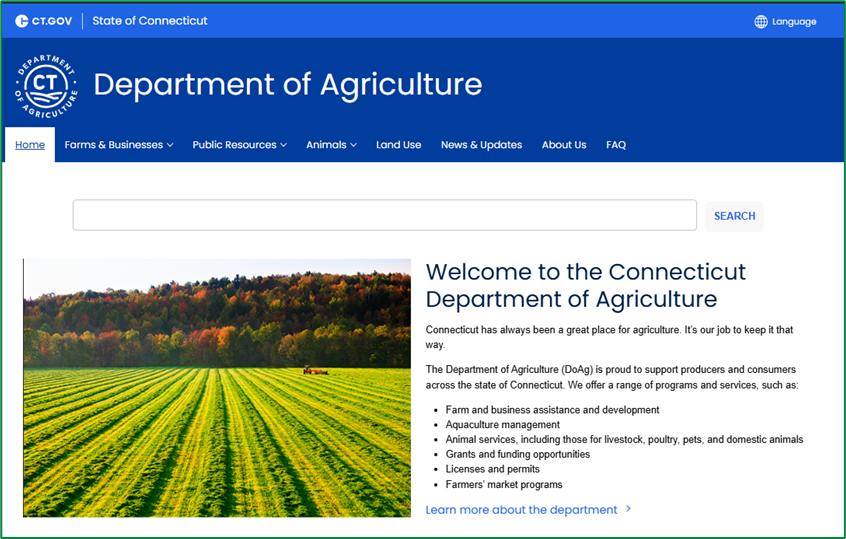 CT.GOV State of Connecticut
Language
DEPARTMENT
CT
OF AGRICULTURE
Department of Agriculture
Home Farms & Businesses Public Resources Animals Land Use News & Updates About Us FAQ
SEARCH
Welcome to the Connecticut
Department of Agriculture
Connecticut has always been a great place for agriculture. It's our job to keep it that
way.
The Department of Agriculture (DoAg) is proud to support producers and consumers
across the state of Connecticut. We offer a range of programs and services, such as:
• Farm and business assistance and development
• Aquaculture management
• Animal services, including those for livestock, poultry, pets, and domestic animals
• Grants and funding opportunities
• Licenses and permits
• Farmers' market programs
Learn more about the department >